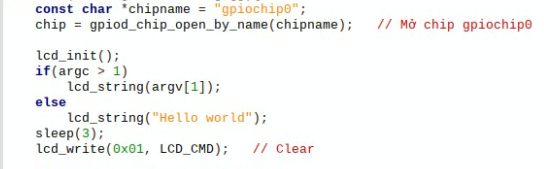 const char *chipname = "gpiochip0";
chip = gpiod_chip_open_by_name(chipname);   // Mở chip gpiochip0
lcd_init();
if(argc > 1)
lcd_string(argv[1]);
else
lcd_string("Hello world");
sleep(3);
lcd_write(0x01, LCD_CMD);   // Clear